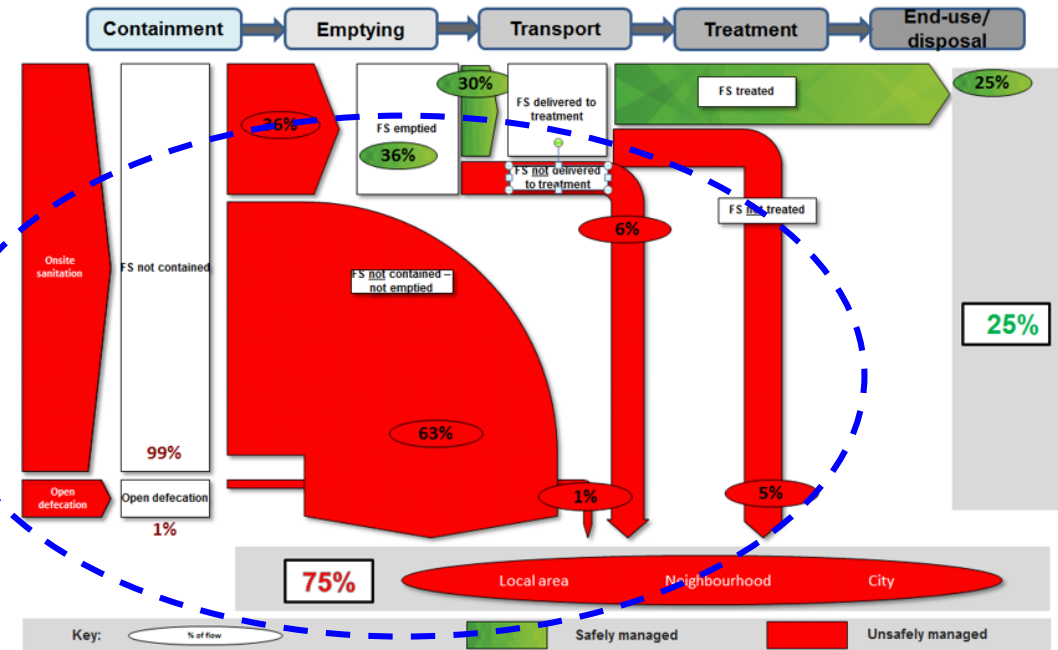 Containment
Emptying
Transport
Treatment
End-use/
disposal
Onsite
sanitation
FS not contained
99%
Open
defecation
Open defecation
1%
36%
FS emptied
36%
30%
FS delivered to
treatment
FS not delivered
to treatment
FS treated
25%
FS not treated
6%
FS not contained –
not emptied
63%
1%
5%
25%
75%
Local area
Neighbourhood
City
Key:
% of flow
Safely managed
Unsafely managed